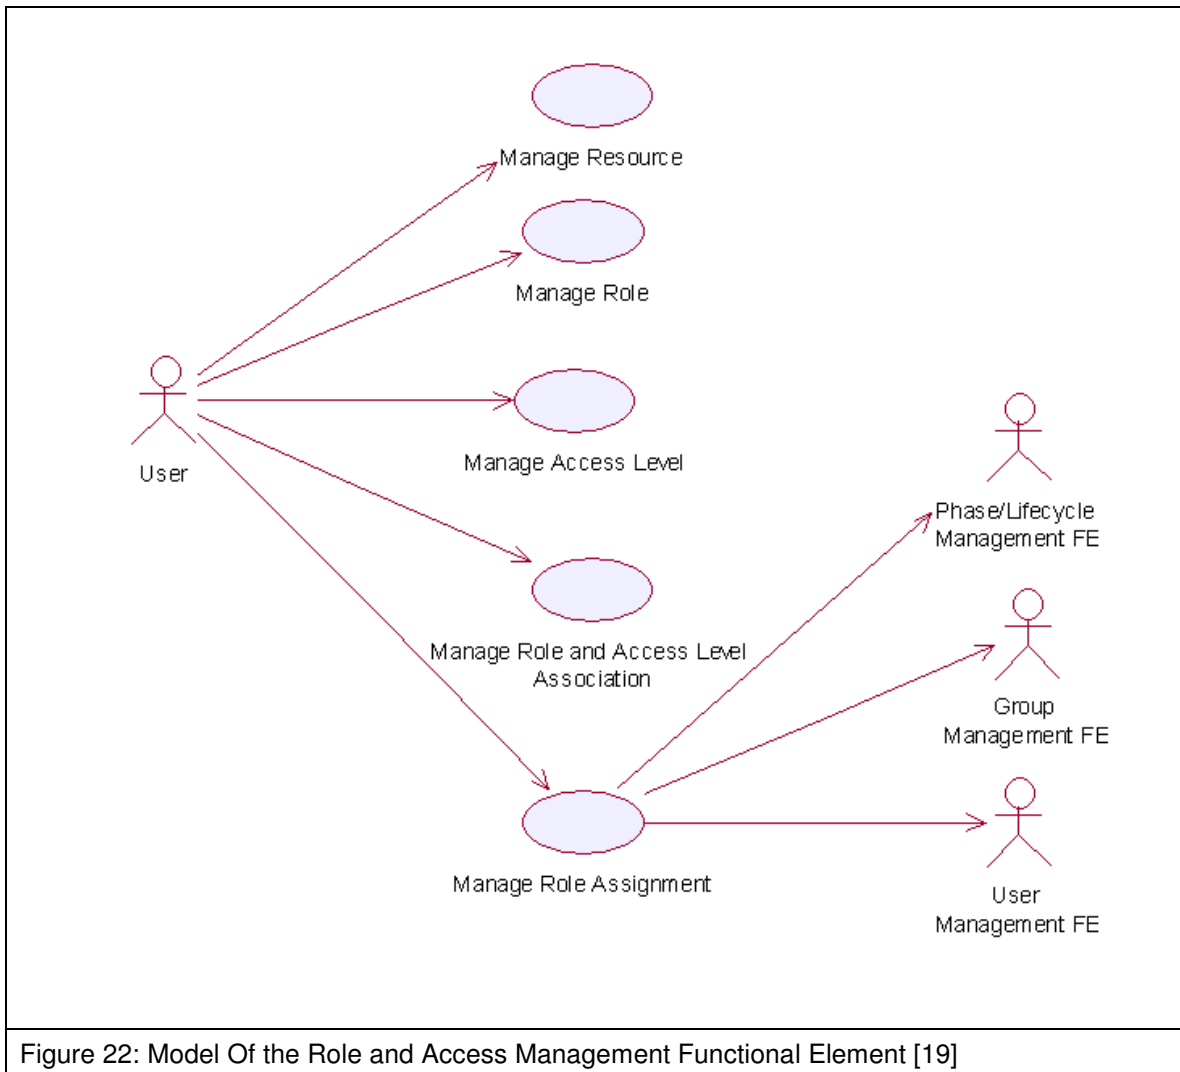 Manage Resource
Manage Role
User
Manage Access Level
Phase/Lifecycle
Management FE
Manage Role and Access Level
Association
Group
Management FE
Manage Role Assignment
User
Management FE
Figure 22: Model Of the Role and Access Management Functional Element [19]